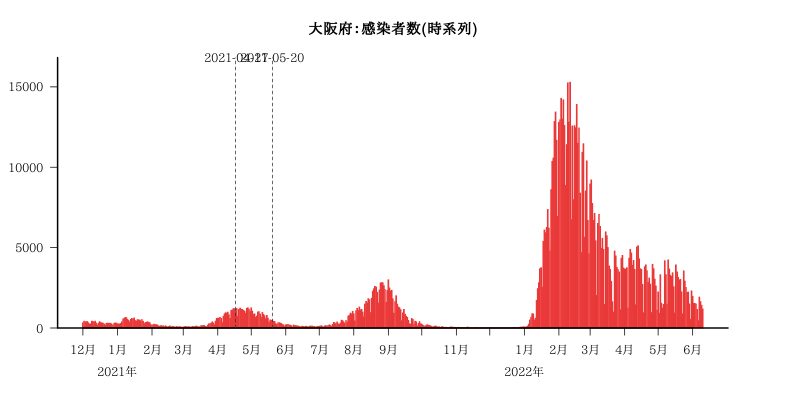 大阪府:感染者数(時系列)
2021-04-17 2021-05-20
15000
10000
5000
0
12月 1月 2月 3月 4月 5月 6月 7月 8月 9月 11月 1月 2月 3月 4月 5月 6月
2021年 2022年